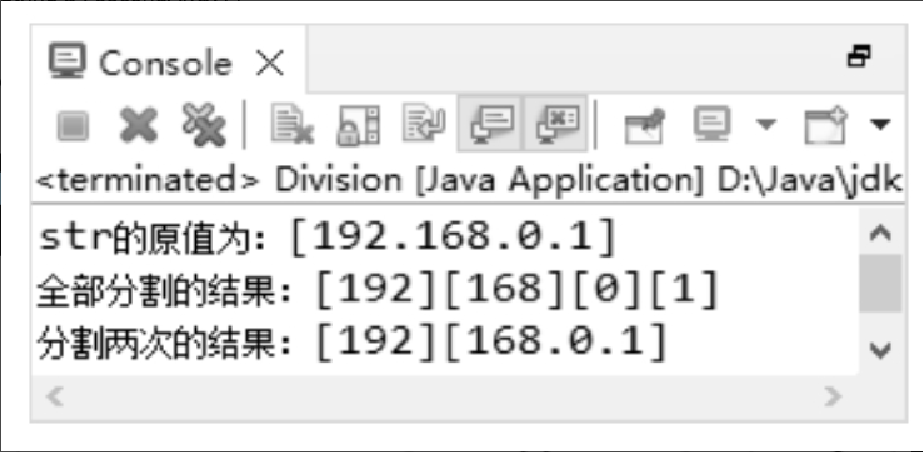 Console
<terminated> Division [Java Application] D:\Java\jdk
str的原值为：[192.168.0.1]
全部分割的结果：[192][168][0][1]
分割两次的结果：[192][168.0.1]